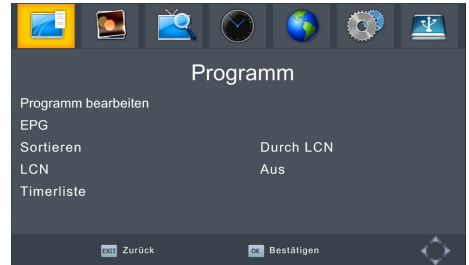 Programm
Programm bearbeiten
EPG
Sortieren Durch LCN
LCN Aus
Timerliste
EXIT Zurück OK Bestätigen